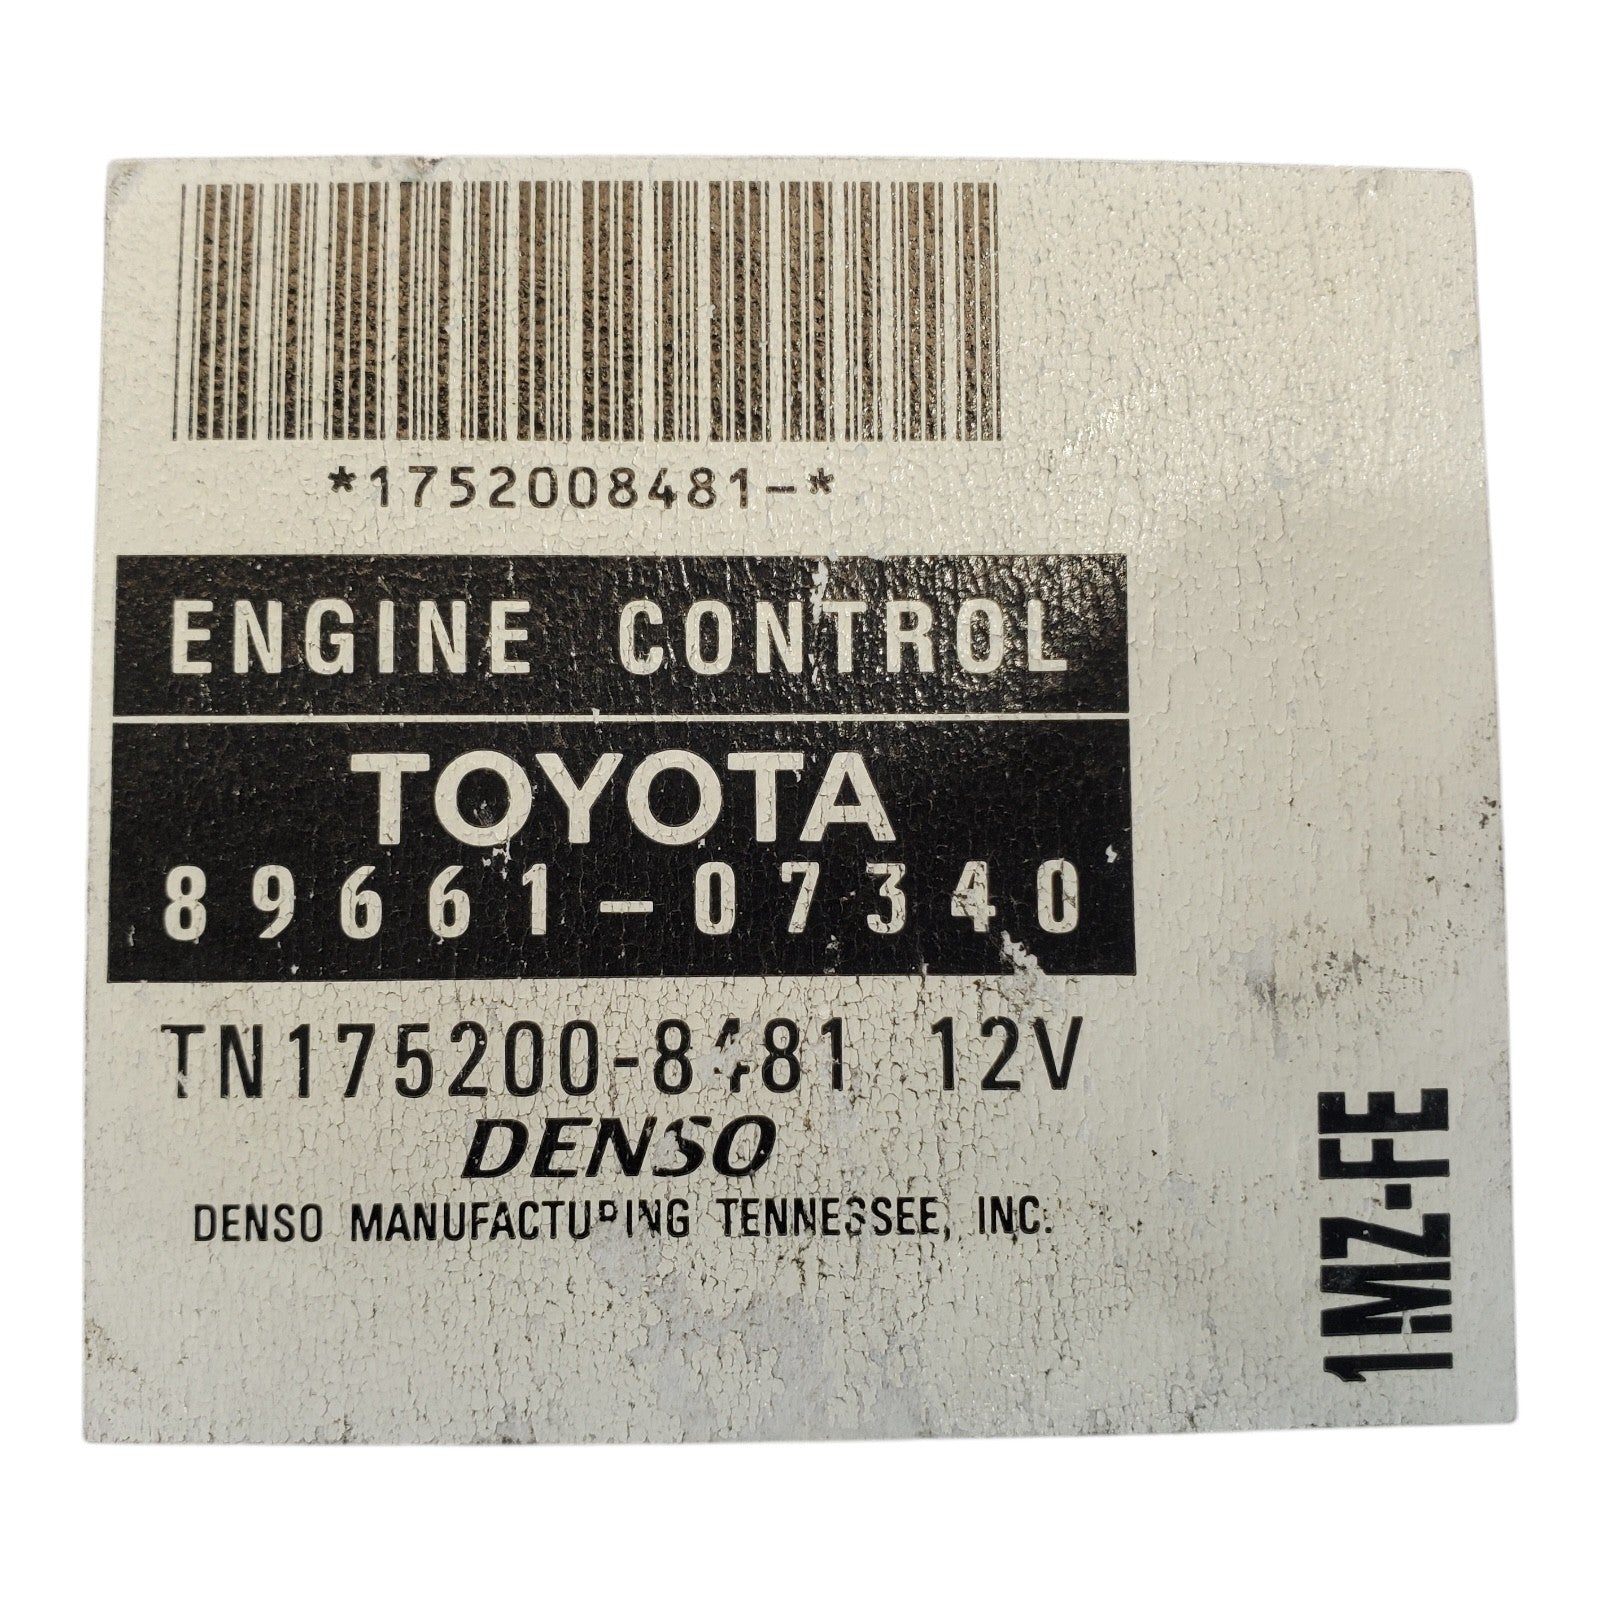 *1752008481-*
ENGINE CONTROL
TOYOTA
89661-07340
TN175200-8481 12V
DENSO
DENSO MANUFACTURING TENNESSEE, INC.
1MZ-FE